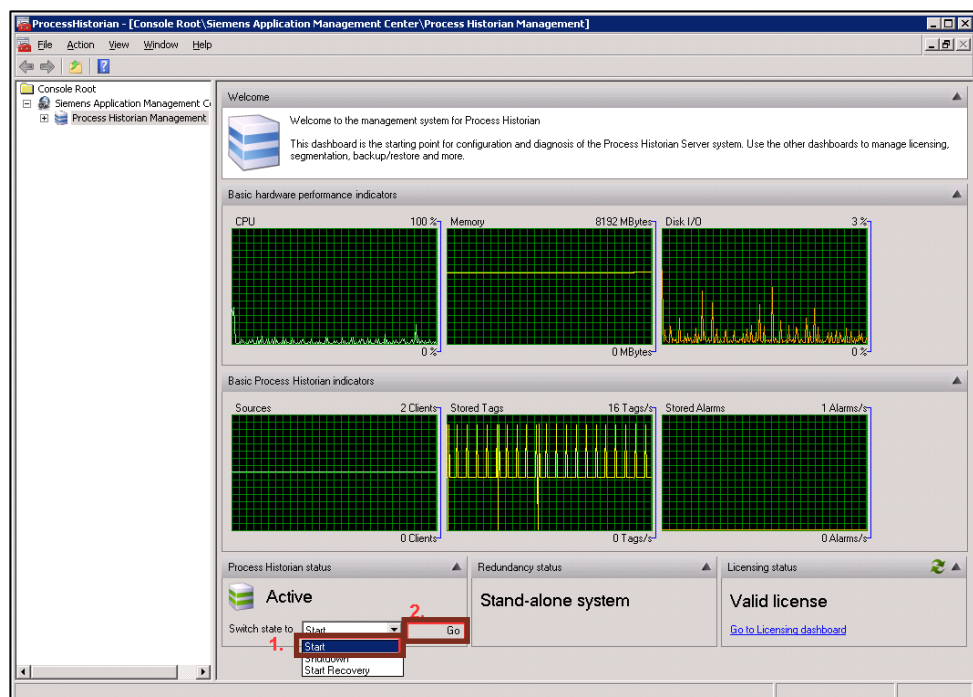 ProcessHistorian - [Console Root\Siemens Application Management Center\Process Historian Management]
File Action View Window Help
Console Root
Siemens Application Management C
Process Historian Management
Welcome
Welcome to the management system for Process Historian
This dashboard is the starting point for configuration and diagnosis of the Process Historian Server system. Use the other dashboards to manage licensing,
segmentation, backup/restore and more.
Basic hardware performance indicators
CPU 100 %
0 %
Memory 8192 MBytes
0 MBytes
Disk I/O 3 %
0 %
Basic Process Historian indicators
Sources 2 Clients
0 Clients
Stored Tags 16 Tags/s
0 Tags/s
Stored Alarms 1 Alarms/s
0 Alarms/s
Process Historian status
Active
Switch state to Start
2.
Go
1.
Start
Shutdown
Start Recovery
Redundancy status
Stand-alone system
Licensing status
Valid license
Go to Licensing dashboard